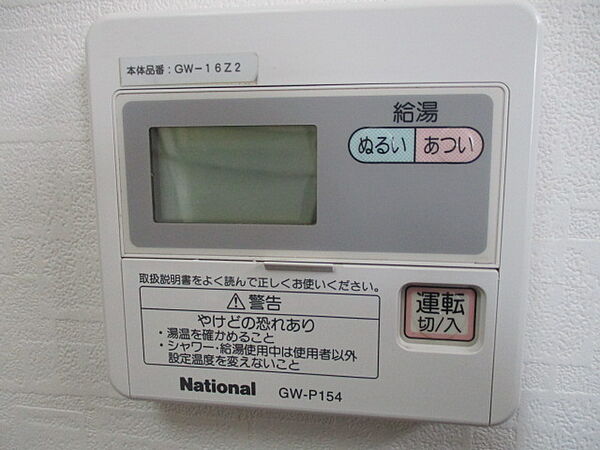 本体品番：GW-16Z2
給湯
ぬるい あつい
取扱説明書をよく読んで正しくお使いください。
⚠警告
やけどの恐れあり
・湯温を確かめること
・シャワー・給湯使用中は使用者以外
設定温度を変えないこと
運転
切/入
National GW-P154